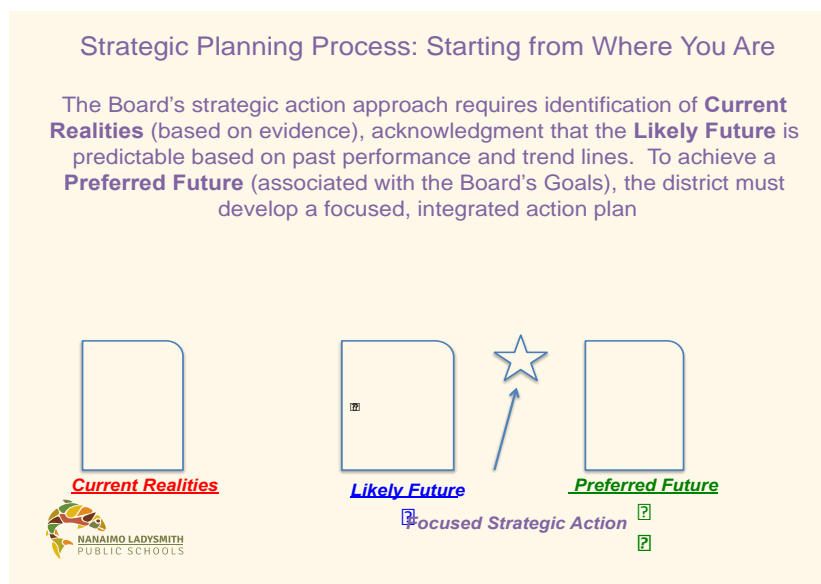 Strategic Planning Process: Starting from Where You Are
The Board’s strategic action approach requires identification of Current
Realities (based on evidence), acknowledgment that the Likely Future is
predictable based on past performance and trend lines.  To achieve a
Preferred Future (associated with the Board’s Goals), the district must
develop a focused, integrated action plan
Current Realities
Likely Future
Preferred Future
Focused Strategic Action
NANAIMO LADYSMITH
PUBLIC SCHOOLS